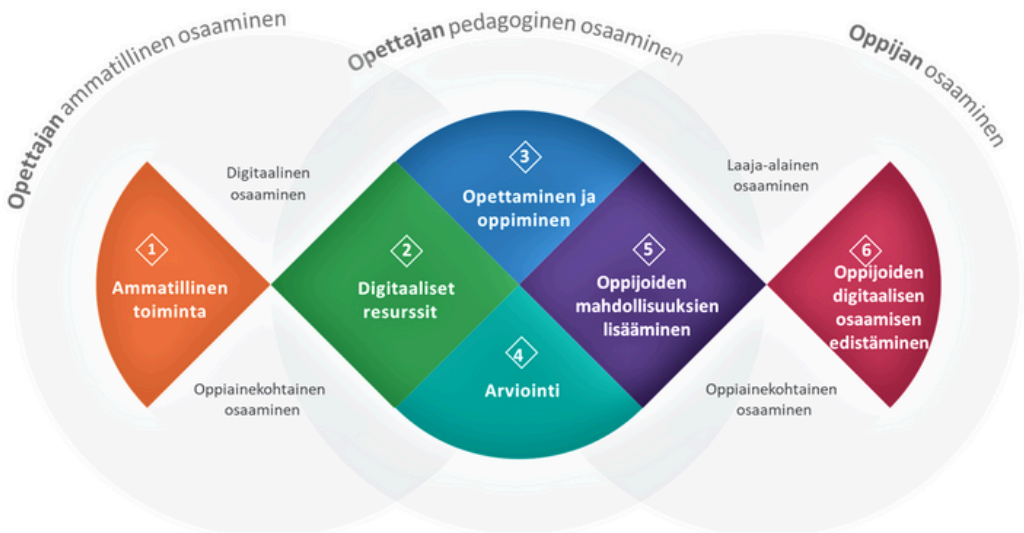 Opettajan ammatillinen osaaminen
Opettajan pedagoginen osaaminen
Oppijan osaaminen
Digitaalinen
osaaminen
Laaja-alainen
osaaminen
1
Ammatillinen
toiminta
2
Digitaaliset
resurssit
3
Opettaminen ja
oppiminen
4
Arviointi
5
Oppijoiden
mahdollisuuksien
lisääminen
6
Oppijoiden
digitaalisen
osaamisen
edistäminen
Oppiainekohtainen
osaaminen
Oppiainekohtainen
osaaminen